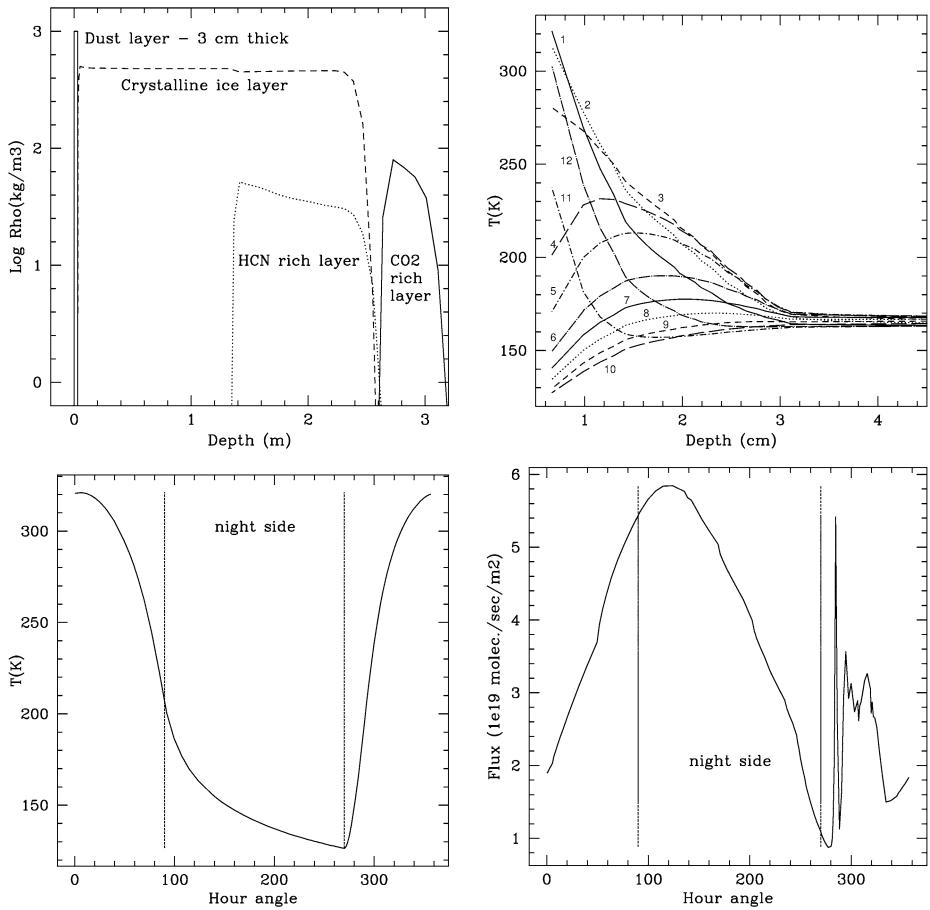 3
2
1
0
Log Rho(kg/m3)
Dust layer – 3 cm thick
Crystalline ice layer
HCN rich layer
CO2
rich
layer
0
1
2
3
Depth (m)
300
250
200
150
T(K)
1
2
3
4
5
6
7
8
9
10
11
12
1
2
3
4
Depth (cm)
300
250
200
150
T(K)
night side
0
100
200
300
Hour angle
6
5
4
3
2
1
Flux (1e19 molec./sec/m2)
night side
0
100
200
300
Hour angle